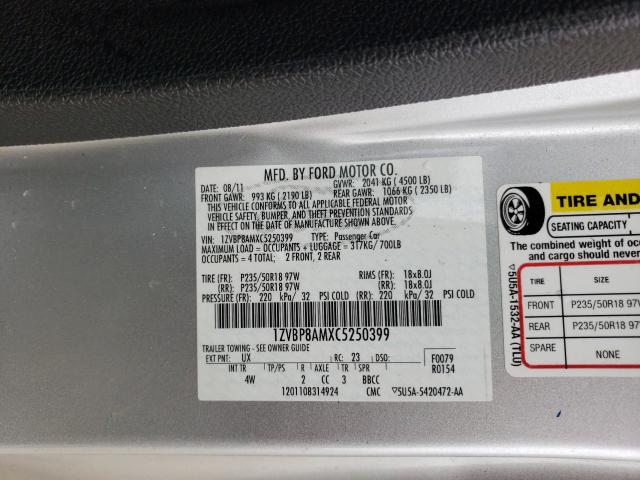 MFD. BY FORD MOTOR CO.
DATE: 08/11 GVWR: 2041 KG ( 4500 LB)
FRONT GAWR: 993 KG ( 2190 LB) REAR GAWR: 1066 KG ( 2350 LB)
THIS VEHICLE CONFORMS TO ALL APPLICABLE FEDERAL MOTOR
VEHICLE SAFETY, BUMPER, AND THEFT PREVENTION STANDARDS
IN EFFECT ON THE DATE OF MANUFACTURE SHOWN ABOVE.
VIN: 1ZVBP8AMXC5250399 TYPE: Passenger Car
MAXIMUM LOAD = OCCUPANTS + LUGGAGE = 317KG/ 700LB
OCCUPANTS = 4 TOTAL; 2 FRONT, 2 REAR
TIRE (FR): P235/50R18 97W RIMS (FR): 18x8.0J
(RR): P235/50R18 97W (RR): 18x8.0J
PRESSURE (FR): 220 kPa/ 32 PSI COLD (RR): 220 kPa/ 32 PSI COLD
1ZVBP8AMXC5250399
TRAILER TOWING - SEE OWNER GUIDE
EXT PNT: UX RC: 23 DSO: F0079
INT TR TP/PS R AXLE TR SPR R0154
4W 2 CC 3 BBCC
1201108314924 CMC ▽5U5A-5420472-AA
TIRE AND
SEATING CAPACITY
The combined weight of occ
and cargo should never
▽5U5A-1532-AA (TLU)
TIRE SIZE
FRONT P235/50R18 97W
REAR P235/50R18 97W
SPARE NONE